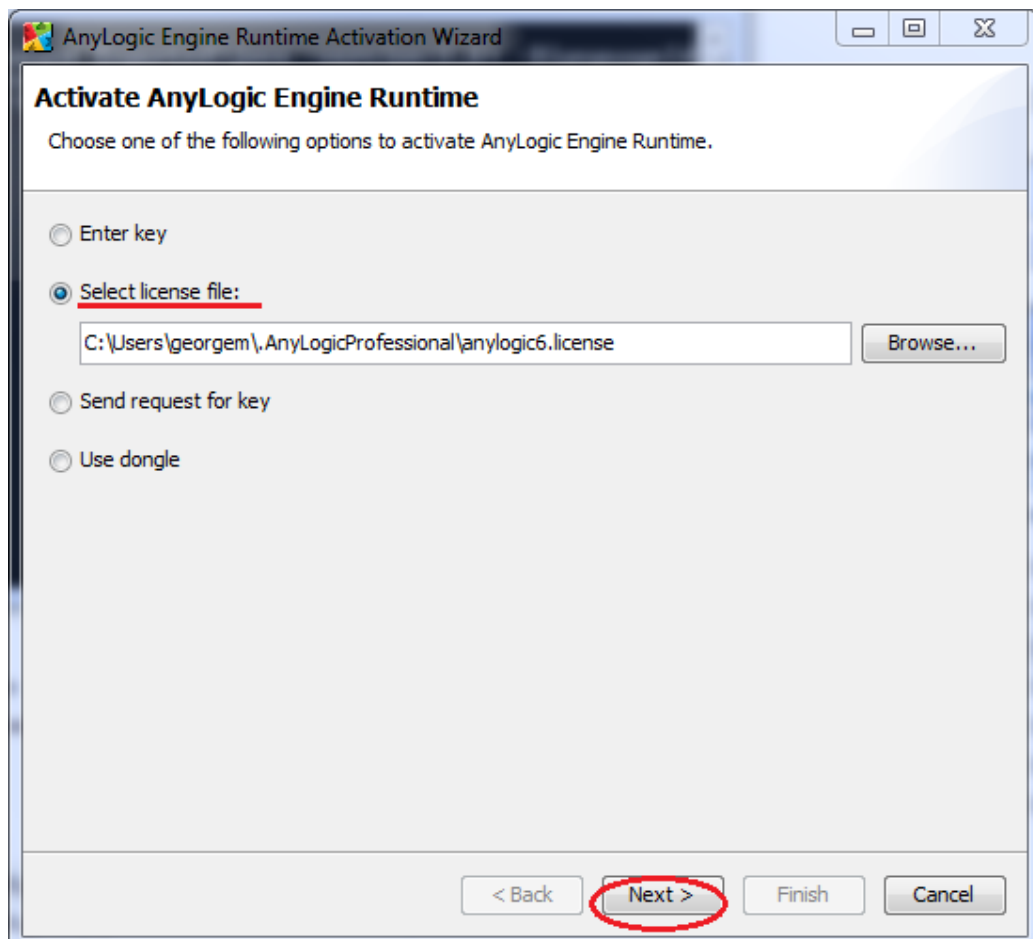 AnyLogic Engine Runtime Activation Wizard
Activate AnyLogic Engine Runtime
Choose one of the following options to activate AnyLogic Engine Runtime.
Enter key
Select license file:
C:\Users\georgem\.AnyLogicProfessional\anylogic6.license
Browse...
Send request for key
Use dongle
< Back Next > Finish Cancel